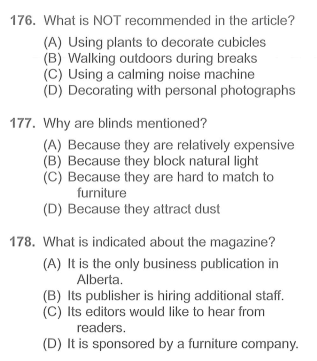 176. What is NOT recommended in the article?
(A) Using plants to decorate cubicles
(B) Walking outdoors during breaks
(C) Using a calming noise machine
(D) Decorating with personal photographs
177. Why are blinds mentioned?
(A) Because they are relatively expensive
(B) Because they block natural light
(C) Because they are hard to match to
furniture
(D) Because they attract dust
178. What is indicated about the magazine?
(A) It is the only business publication in
Alberta.
(B) Its publisher is hiring additional staff.
(C) Its editors would like to hear from
readers.
(D) It is sponsored by a furniture company.